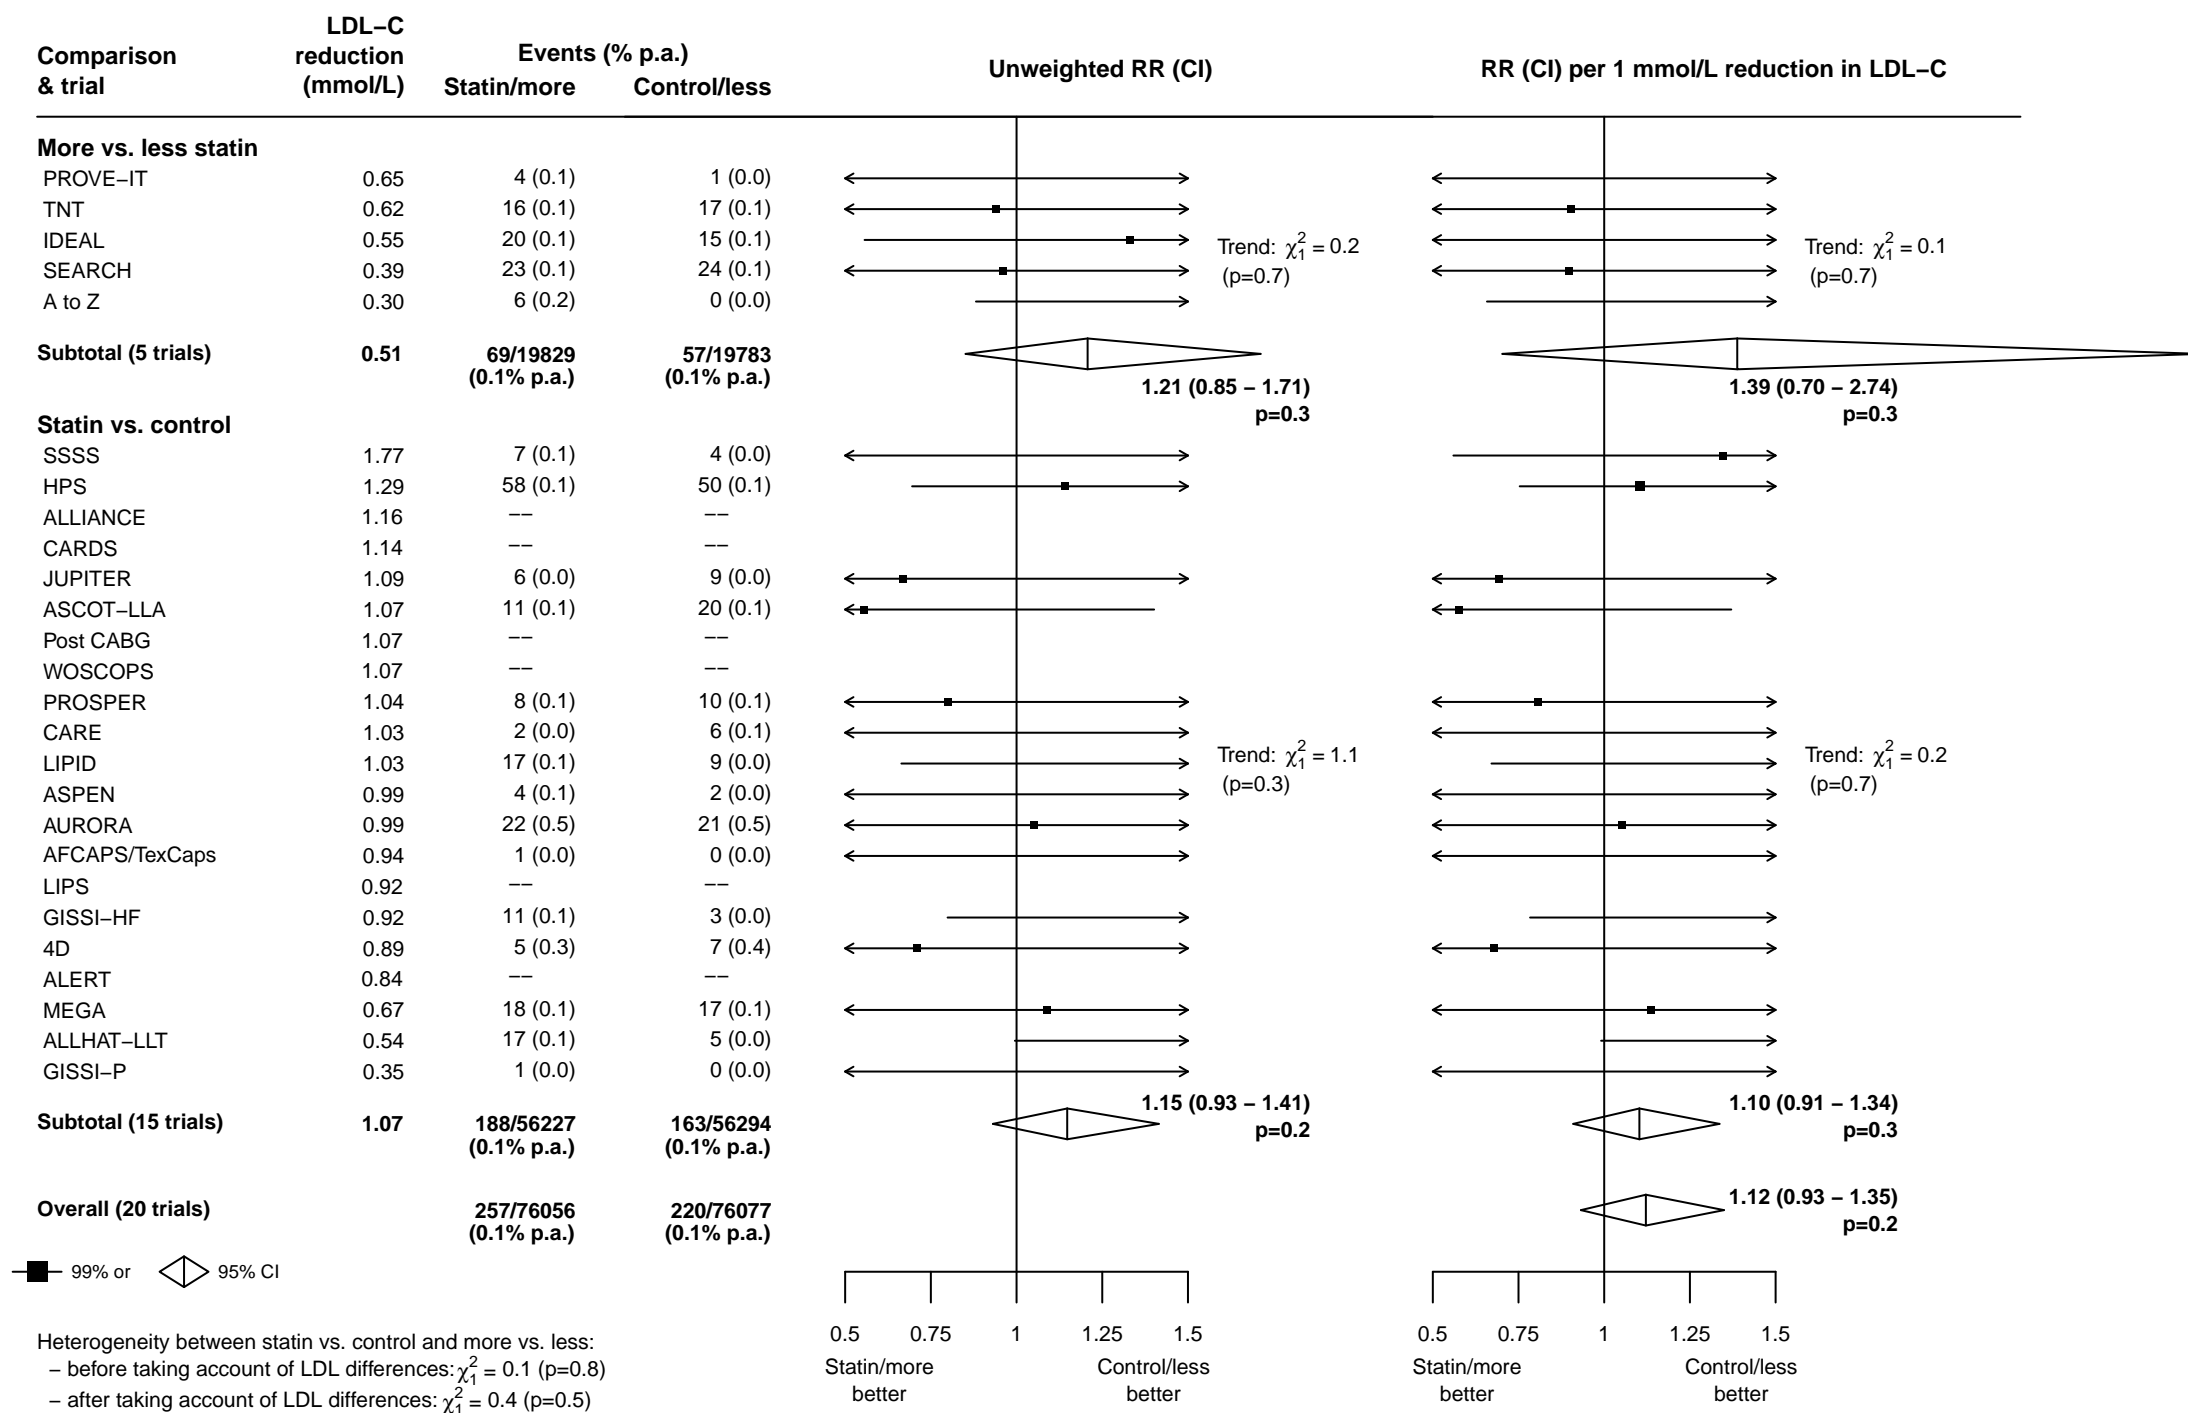 LDL−C
Comparison reduction Events (% p.a.) Unweighted RR (CI) RR (CI) per 1 mmol/L reduction in LDL−C
& trial (mmol/L) Statin/more Control/less
More vs. less statin
PROVE−IT 0.65 4 (0.1) 1 (0.0)
TNT 0.62 16 (0.1) 17 (0.1)
IDEAL 0.55 20 (0.1) 15 (0.1) Trend: χ²₁ = 0.2 Trend: χ²₁ = 0.1
SEARCH 0.39 23 (0.1) 24 (0.1) (p=0.7) (p=0.7)
A to Z 0.30 6 (0.2) 0 (0.0)
Subtotal (5 trials) 0.51 69/19829 57/19783
(0.1% p.a.) (0.1% p.a.) 1.21 (0.85 − 1.71) 1.39 (0.70 − 2.74)
p=0.3 p=0.3
Statin vs. control
SSSS 1.77 7 (0.1) 4 (0.0)
HPS 1.29 58 (0.1) 50 (0.1)
ALLIANCE 1.16 −− −−
CARDS 1.14 −− −−
JUPITER 1.09 6 (0.0) 9 (0.0)
ASCOT−LLA 1.07 11 (0.1) 20 (0.1)
Post CABG 1.07 −− −−
WOSCOPS 1.07 −− −−
PROSPER 1.04 8 (0.1) 10 (0.1)
CARE 1.03 2 (0.0) 6 (0.1)
LIPID 1.03 17 (0.1) 9 (0.0) Trend: χ²₁ = 1.1 Trend: χ²₁ = 0.2
ASPEN 0.99 4 (0.1) 2 (0.0) (p=0.3) (p=0.7)
AURORA 0.99 22 (0.5) 21 (0.5)
AFCAPS/TexCaps 0.94 1 (0.0) 0 (0.0)
LIPS 0.92 −− −−
GISSI−HF 0.92 11 (0.1) 3 (0.0)
4D 0.89 5 (0.3) 7 (0.4)
ALERT 0.84 −− −−
MEGA 0.67 18 (0.1) 17 (0.1)
ALLHAT−LLT 0.54 17 (0.1) 5 (0.0)
GISSI−P 0.35 1 (0.0) 0 (0.0)
1.15 (0.93 − 1.41) 1.10 (0.91 − 1.34)
Subtotal (15 trials) 1.07 188/56227 163/56294 p=0.2 p=0.3
(0.1% p.a.) (0.1% p.a.)
Overall (20 trials) 257/76056 220/76077 1.12 (0.93 − 1.35)
(0.1% p.a.) (0.1% p.a.) p=0.2
99% or 95% CI
0.5 0.75 1 1.25 1.5 0.5 0.75 1 1.25 1.5
Statin/more Control/less Statin/more Control/less
better better better better
Heterogeneity between statin vs. control and more vs. less:
− before taking account of LDL differences: χ²₁ = 0.1 (p=0.8)
− after taking account of LDL differences: χ²₁ = 0.4 (p=0.5)